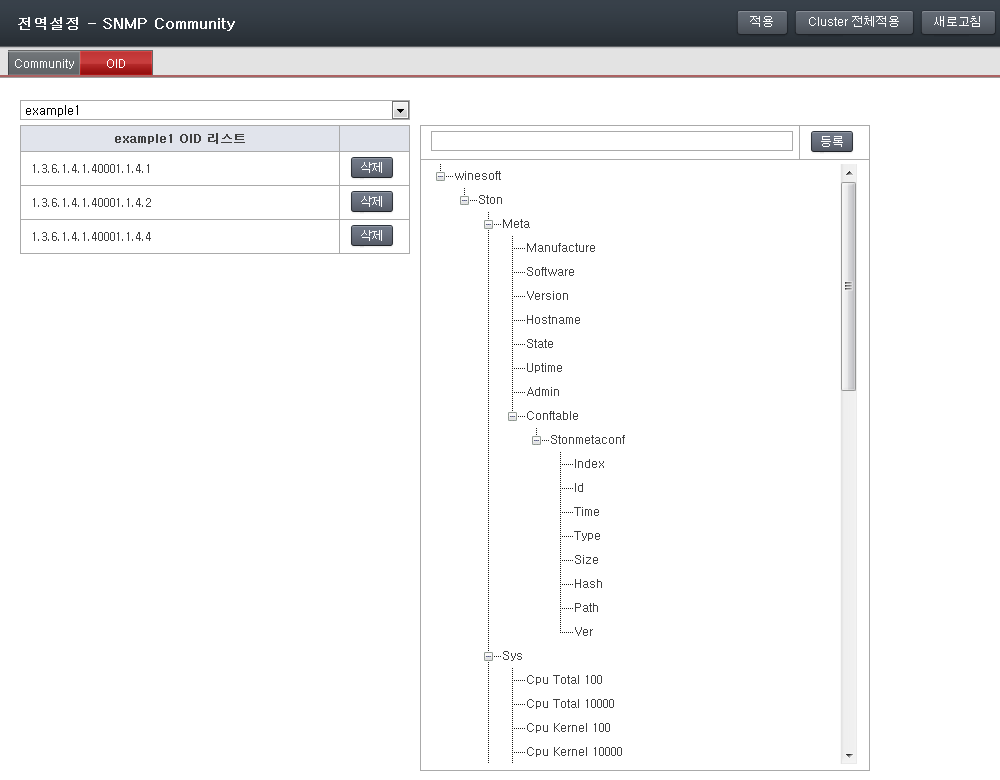 전역설정 - SNMP Community
적용
Cluster 전체적용
새로고침
Community
OID
example1
example1 OID 리스트
1.3.6.1.4.1.40001.1.4.1
삭제
1.3.6.1.4.1.40001.1.4.2
삭제
1.3.6.1.4.1.40001.1.4.4
삭제
등록
winesoft
Ston
Meta
Manufacture
Software
Version
Hostname
State
Uptime
Admin
Conftable
Stonmetaconf
Index
Id
Time
Type
Size
Hash
Path
Ver
Sys
Cpu Total 100
Cpu Total 10000
Cpu Kernel 100
Cpu Kernel 10000